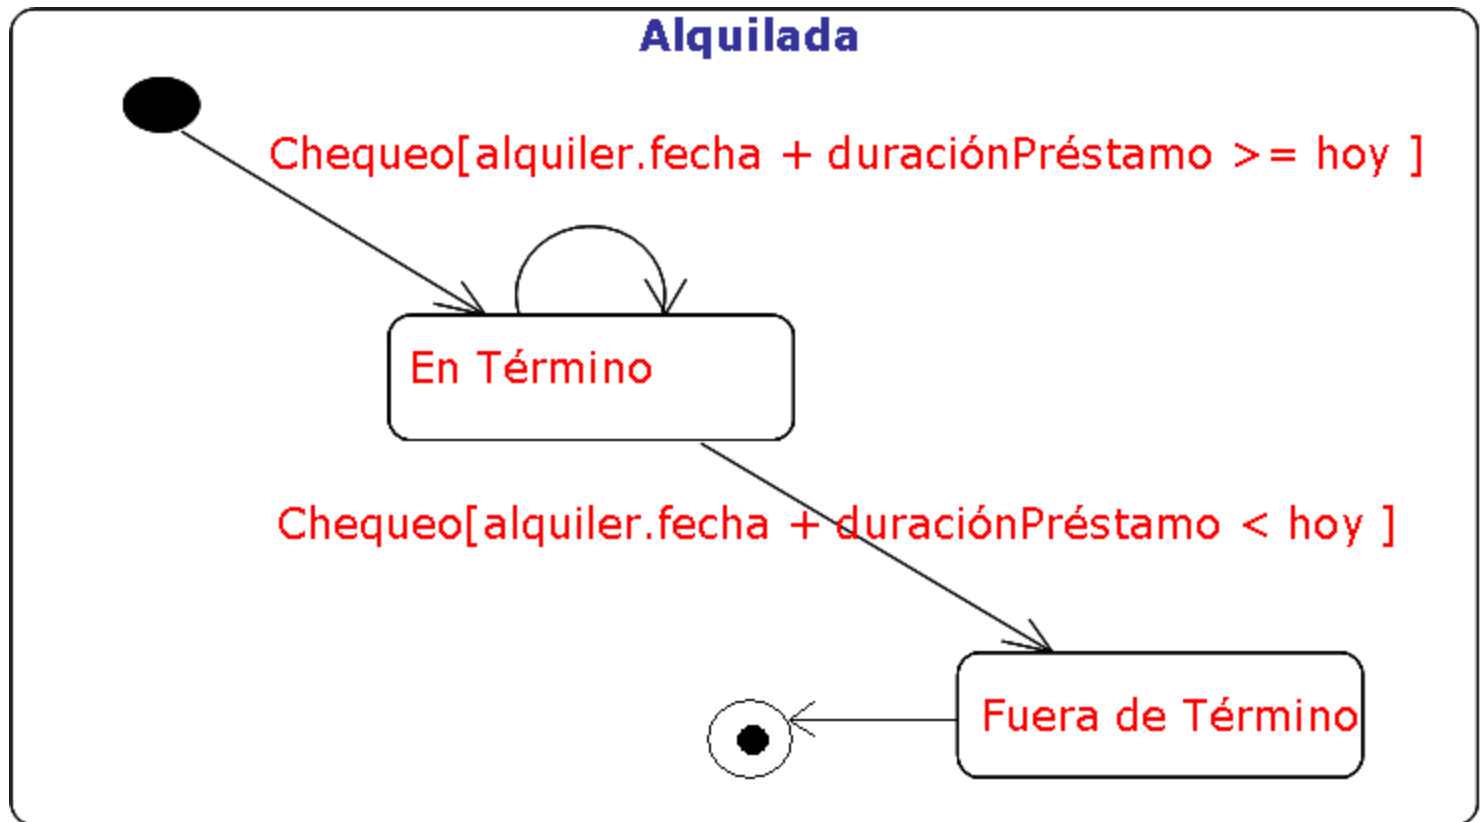 Alquilada
Chequeo[alquiler.fecha + duraciónPréstamo >= hoy ]
En Término
Chequeo[alquiler.fecha + duraciónPréstamo < hoy ]
Fuera de Término